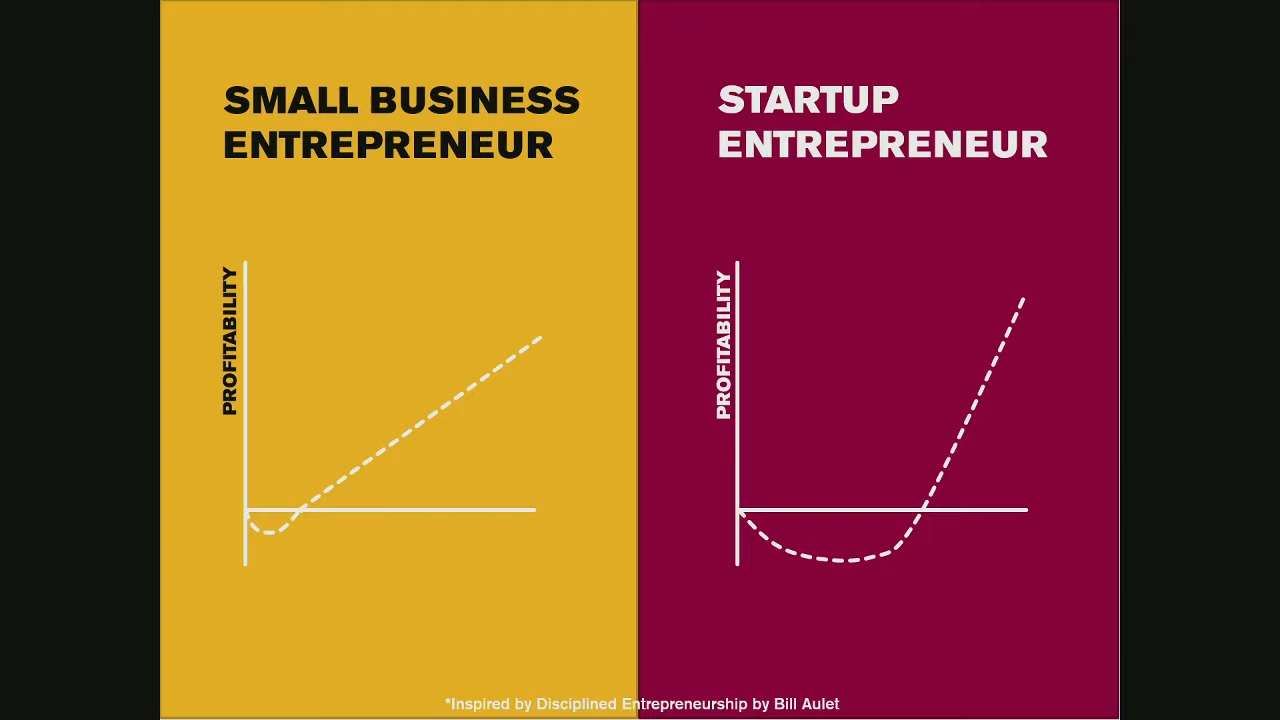 SMALL BUSINESS
ENTREPRENEUR
PROFITABILITY
STARTUP
ENTREPRENEUR
PROFITABILITY
*Inspired by Disciplined Entrepreneurship by Bill Aulet